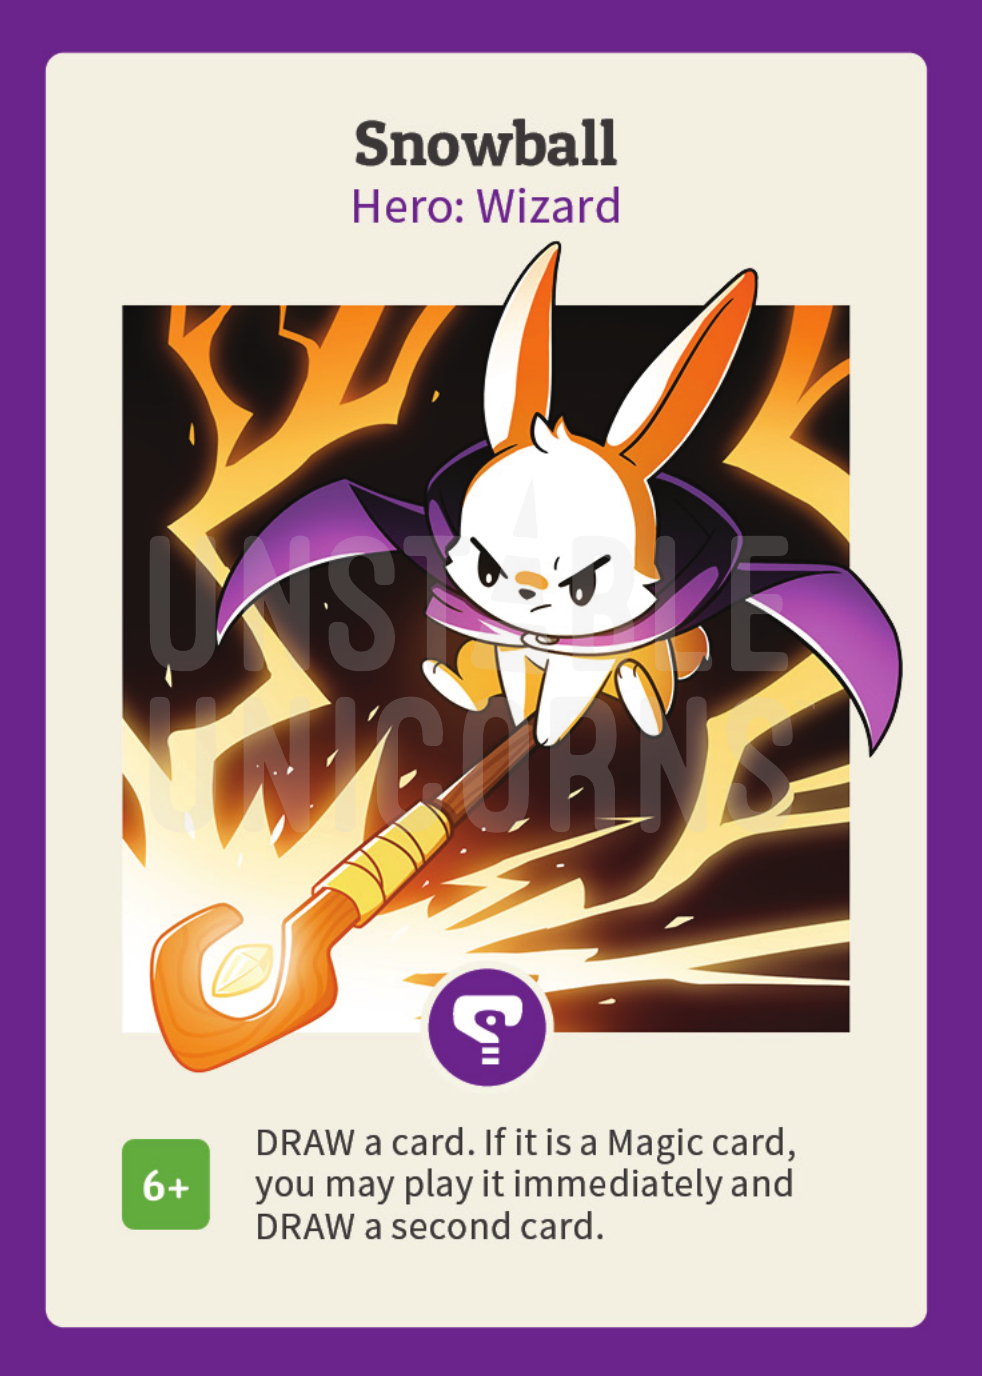 Snowball
Hero: Wizard
UNSTABLE
UNICORNS
6+
DRAW a card. If it is a Magic card,
you may play it immediately and
DRAW a second card.